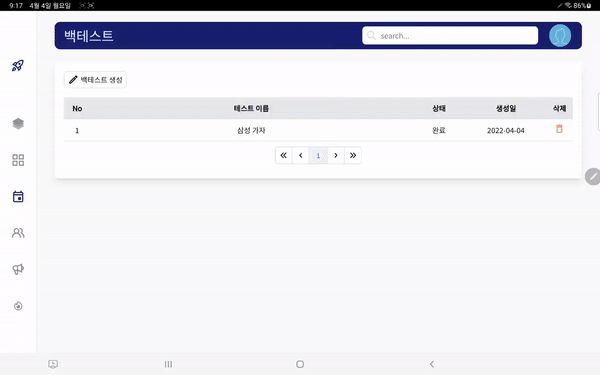 9:17 4월 4일 월요일
86%
백테스트
search...
백테스트 생성
No 테스트 이름 상태 생성일 삭제
1 삼성 가자 완료 2022-04-04
1